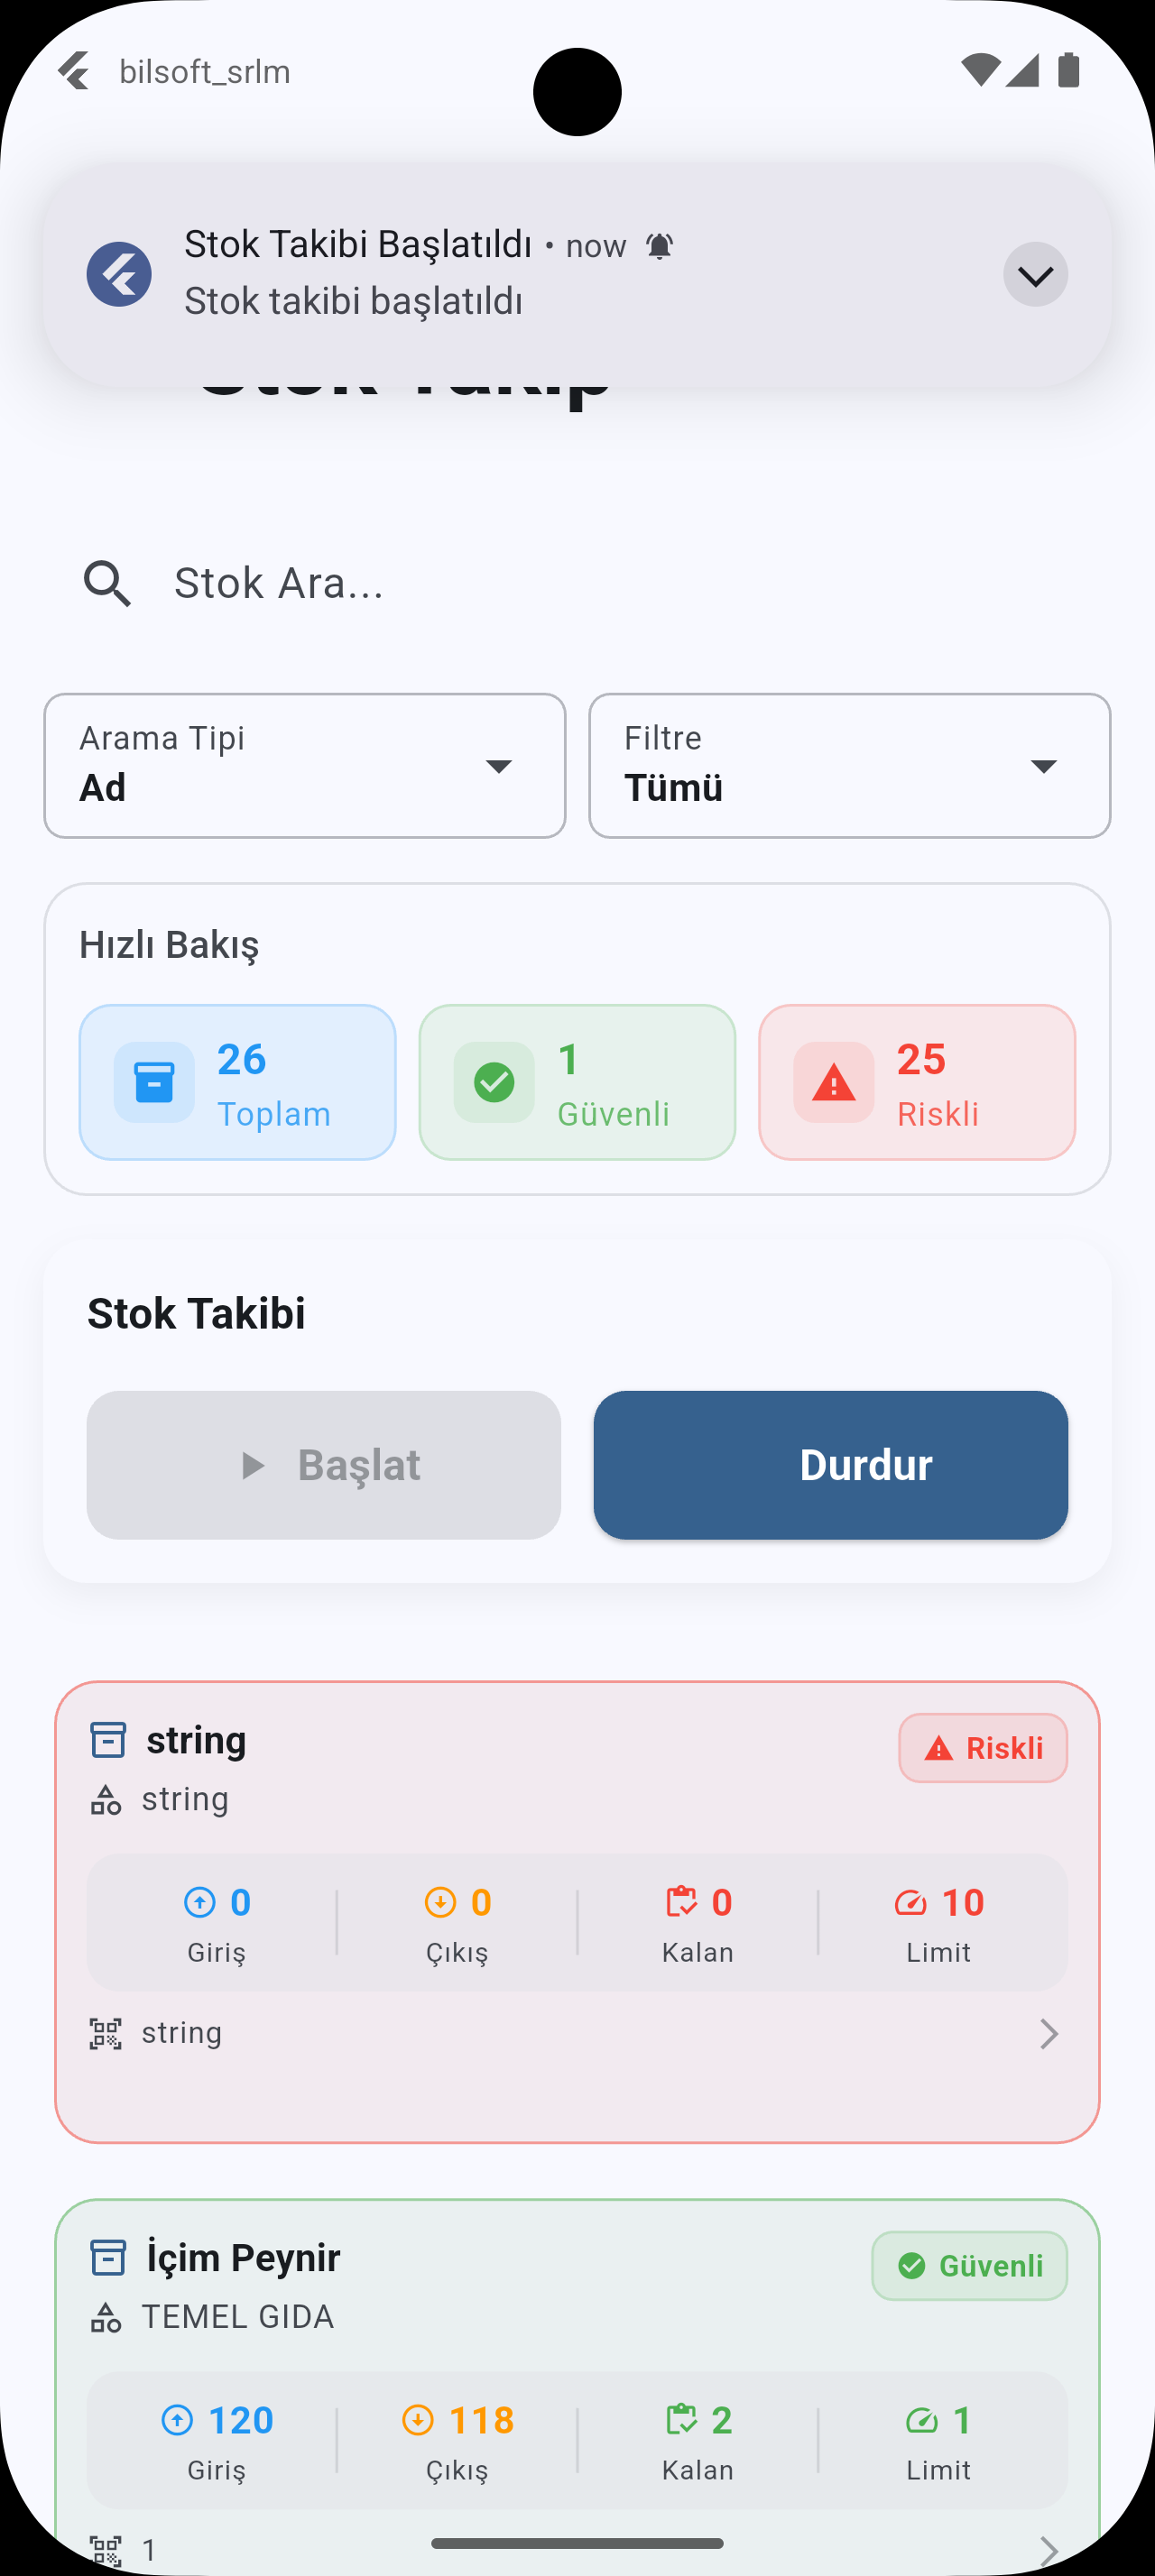 bilsoft_srlm
Stok Takibi Başlatıldı • now
Stok takibi başlatıldı
Stok Takip
Stok Ara...
Arama Tipi
Ad
Filtre
Tümü
Hızlı Bakış
26
Toplam
1
Güvenli
25
Riskli
Stok Takibi
Başlat
Durdur
string
Riskli
string
0
Giriş
0
Çıkış
0
Kalan
10
Limit
string
İçim Peynir
Güvenli
TEMEL GIDA
120
Giriş
118
Çıkış
2
Kalan
1
Limit
1